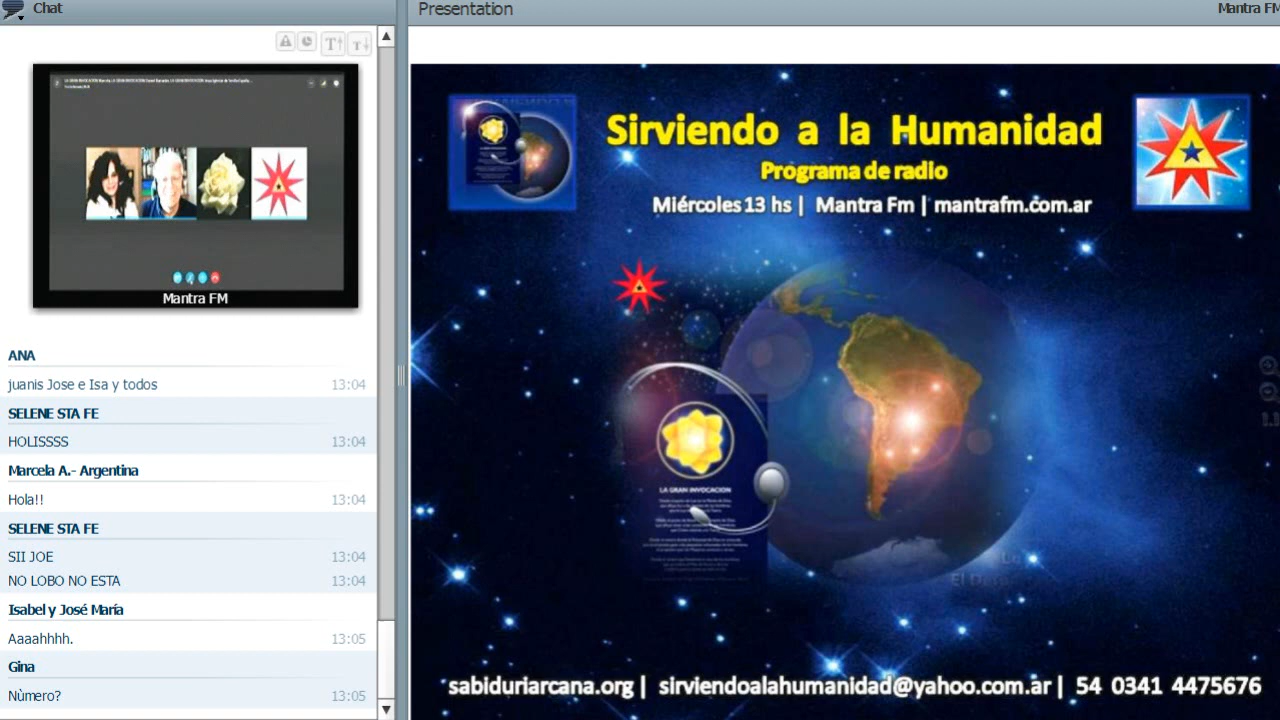 Chat
Mantra FM
ANA
juanis Jose e Isa y todos 13:04
SELENE STA FE
HOLISSSS 13:04
Marcela A.- Argentina
Hola!! 13:04
SELENE STA FE
SII JOE 13:04
NO LOBO NO ESTA 13:04
Isabel y José María
Aaaahhhh. 13:05
Gina
Nùmero? 13:05
Presentation
Mantra FM
Sirviendo a la Humanidad
Programa de radio
Miércoles 13 hs | Mantra Fm | mantrafm.com.ar
LA GRAN INVOCACION
sabiduriarcana.org | sirviendoalahumanidad@yahoo.com.ar | 54 0341 4475676